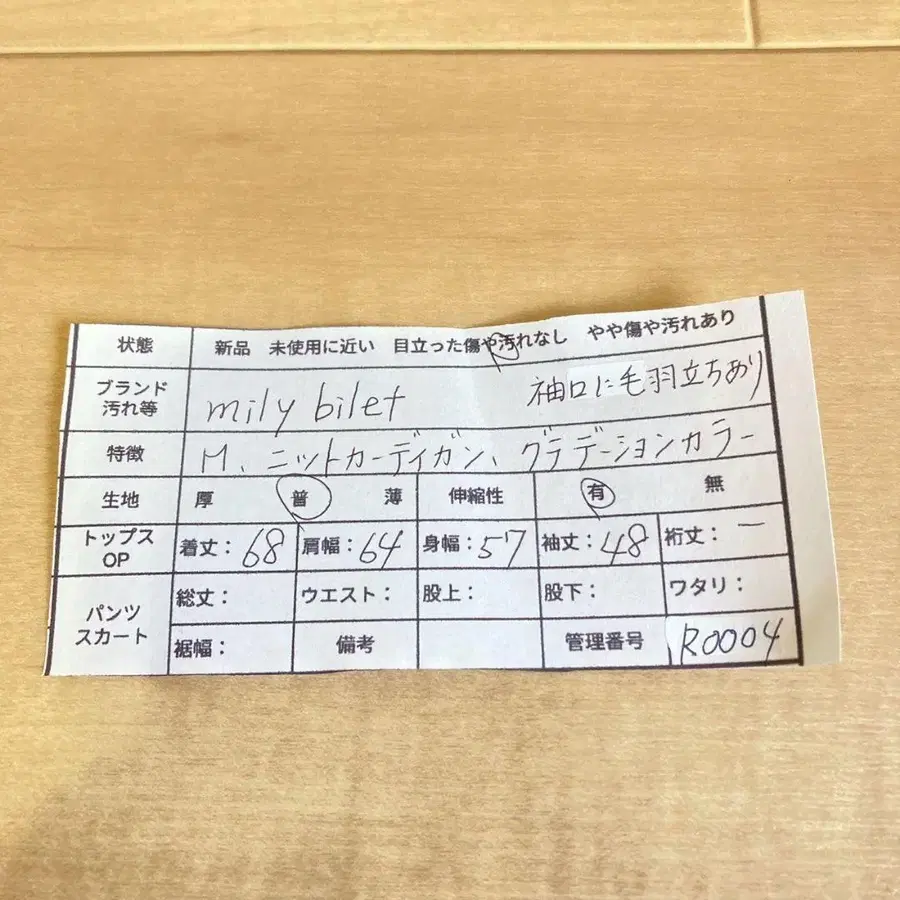 状態 新品 未使用に近い 目立った傷や汚れなし やや傷や汚れあり
ブランド 汚れ等 mily bilet 袖口に毛羽立ちあり
特徴 M、ニットカーディガン、グラデーションカラー
生地 厚 普 薄 伸縮性 有 無
トップス OP 着丈：68 肩幅：64 身幅：57 袖丈：48 裄丈：ー
パンツ スカート 総丈： ウエスト： 股上： 股下： ワタリ：
裾幅： 備考 管理番号 R0004